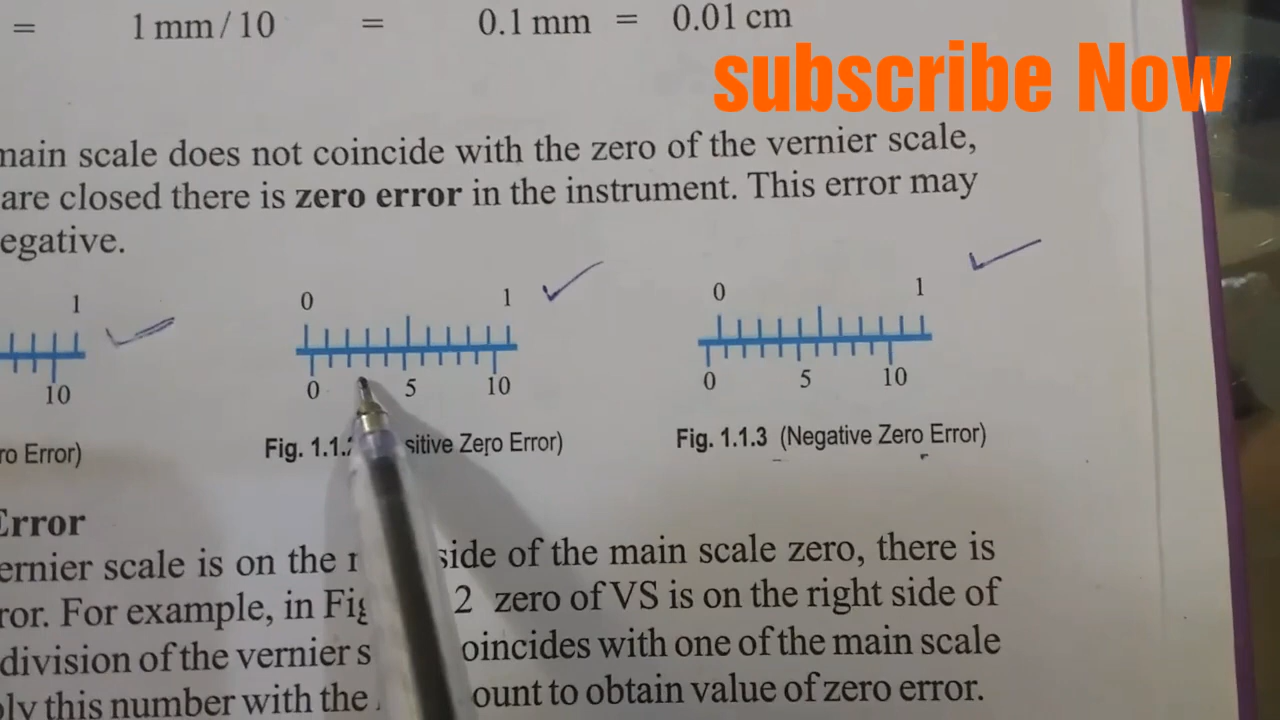 = 1 mm / 10 = 0.1 mm = 0.01 cm
subscribe Now
main scale does not coincide with the zero of the vernier scale,
are closed there is zero error in the instrument. This error may
egative.
1 0 1 0 1
10 0 5 10 0 5 10
ro Error) Fig. 1.1. sitive Zero Error) Fig. 1.1.3 (Negative Zero Error)
Error
ernier scale is on the r side of the main scale zero, there is
ror. For example, in Fig 2 zero of VS is on the right side of
division of the vernier s oincides with one of the main scale
ply this number with the ount to obtain value of zero error.